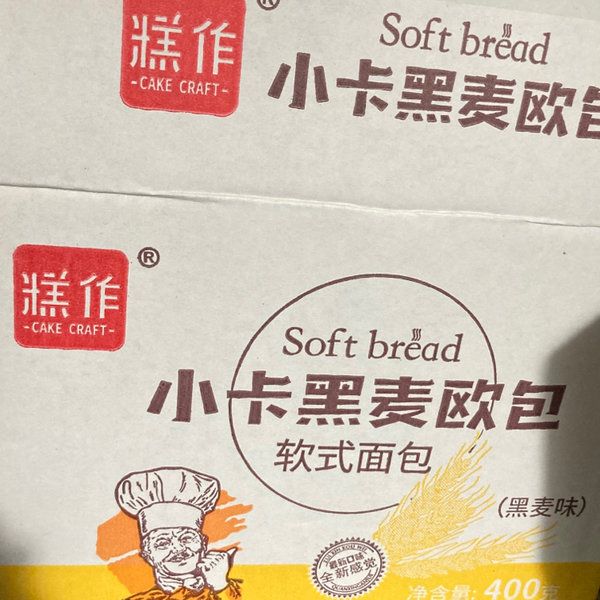 糕作®
-CAKE CRAFT-
Soft bread
小卡黑麦欧包
糕作®
-CAKE CRAFT-
Soft bread
小卡黑麦欧包
软式面包
(黑麦味)
最新口味
全新感觉
净含量: 400克